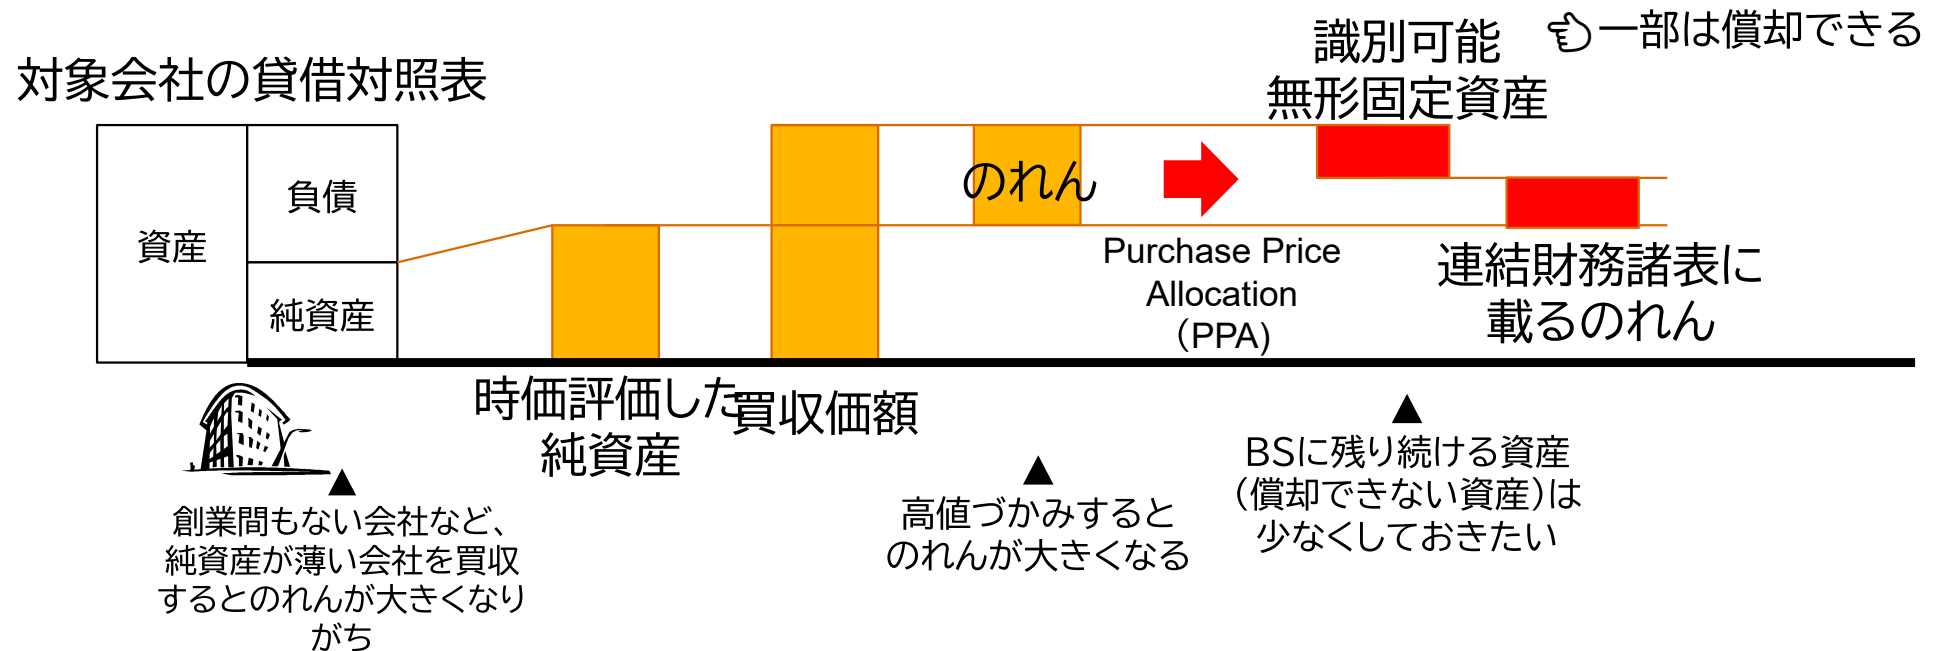 対象会社の貸借対照表
資産
負債
純資産
時価評価した
純資産
買収価額
のれん
Purchase Price
Allocation
（PPA）
識別可能
無形固定資産
一部は償却できる
連結財務諸表に
載るのれん
▲
創業間もない会社など、
純資産が薄い会社を買収
するとのれんが大きくなり
がち
▲
高値づかみすると
のれんが大きくなる
▲
BSに残り続ける資産
（償却できない資産）は
少なくしておきたい